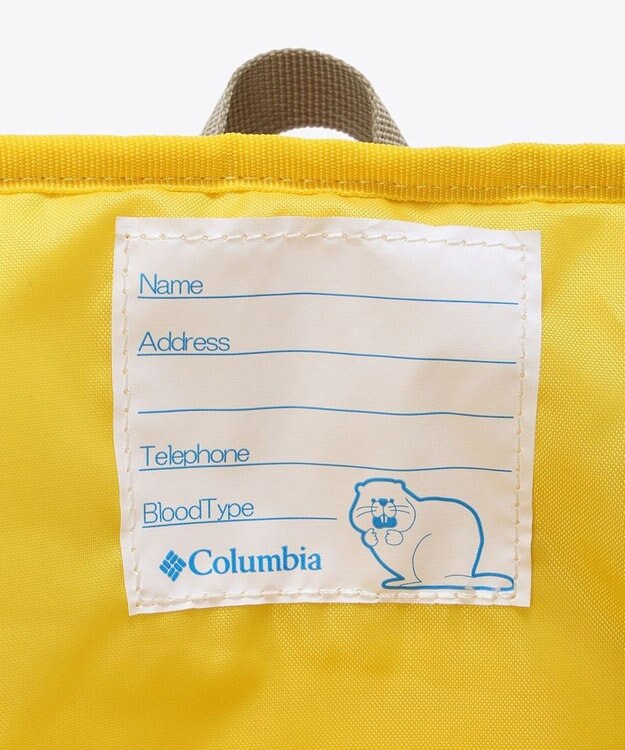 Name
Address
Telephone
BloodType
Columbia